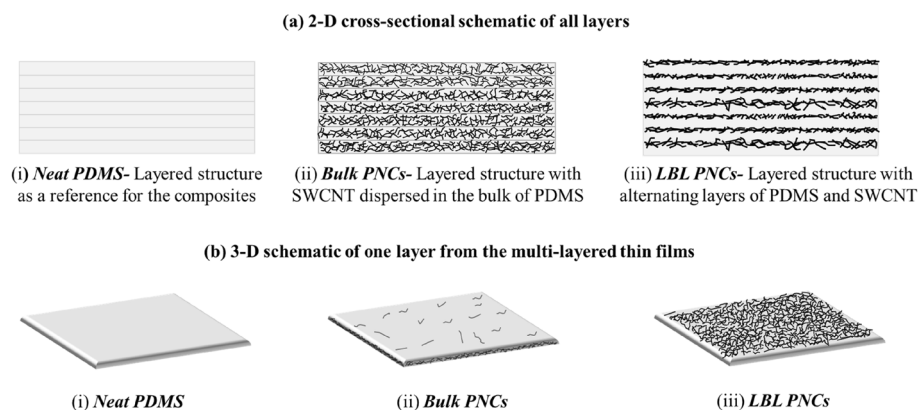 (a) 2-D cross-sectional schematic of all layers
(i) Neat PDMS- Layered structure
as a reference for the composites
(ii) Bulk PNCs- Layered structure with
SWCNT dispersed in the bulk of PDMS
(iii) LBL PNCs- Layered structure with
alternating layers of PDMS and SWCNT
(b) 3-D schematic of one layer from the multi-layered thin films
(i) Neat PDMS
(ii) Bulk PNCs
(iii) LBL PNCs